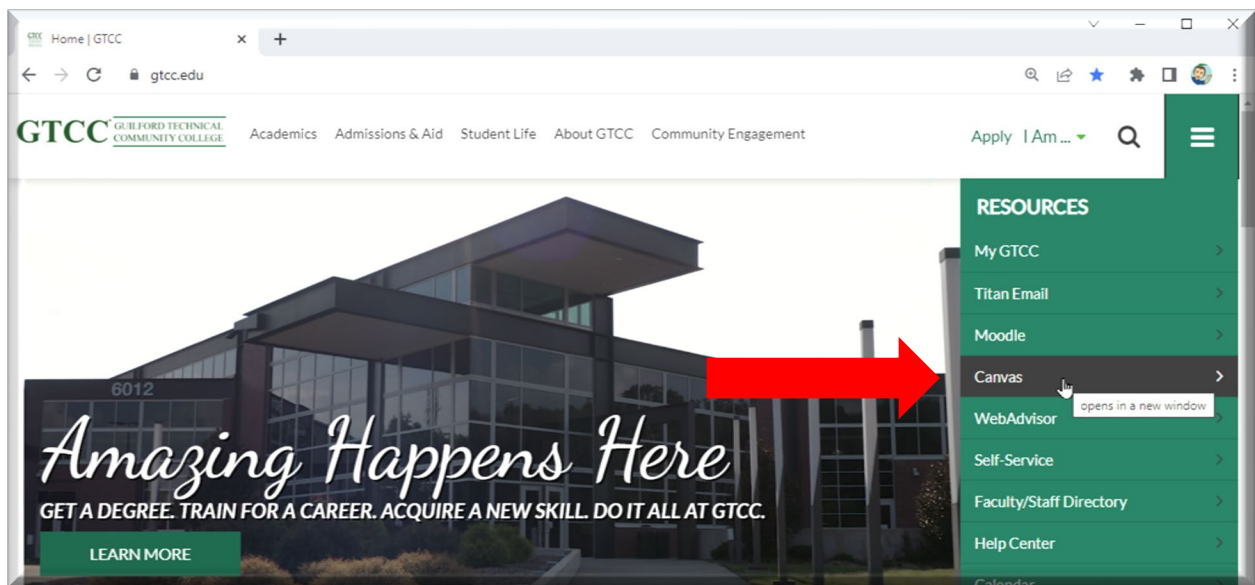 Home | GTCC
gtcc.edu
GTCC GUILFORD TECHNICAL
COMMUNITY COLLEGE
Academics Admissions & Aid Student Life About GTCC Community Engagement
Apply I Am ...
RESOURCES
My GTCC
Titan Email
Moodle
Canvas
opens in a new window
WebAdvisor
Self-Service
Faculty/Staff Directory
Help Center
Calendar
6012
Amazing Happens Here
GET A DEGREE. TRAIN FOR A CAREER. ACQUIRE A NEW SKILL. DO IT ALL AT GTCC.
LEARN MORE